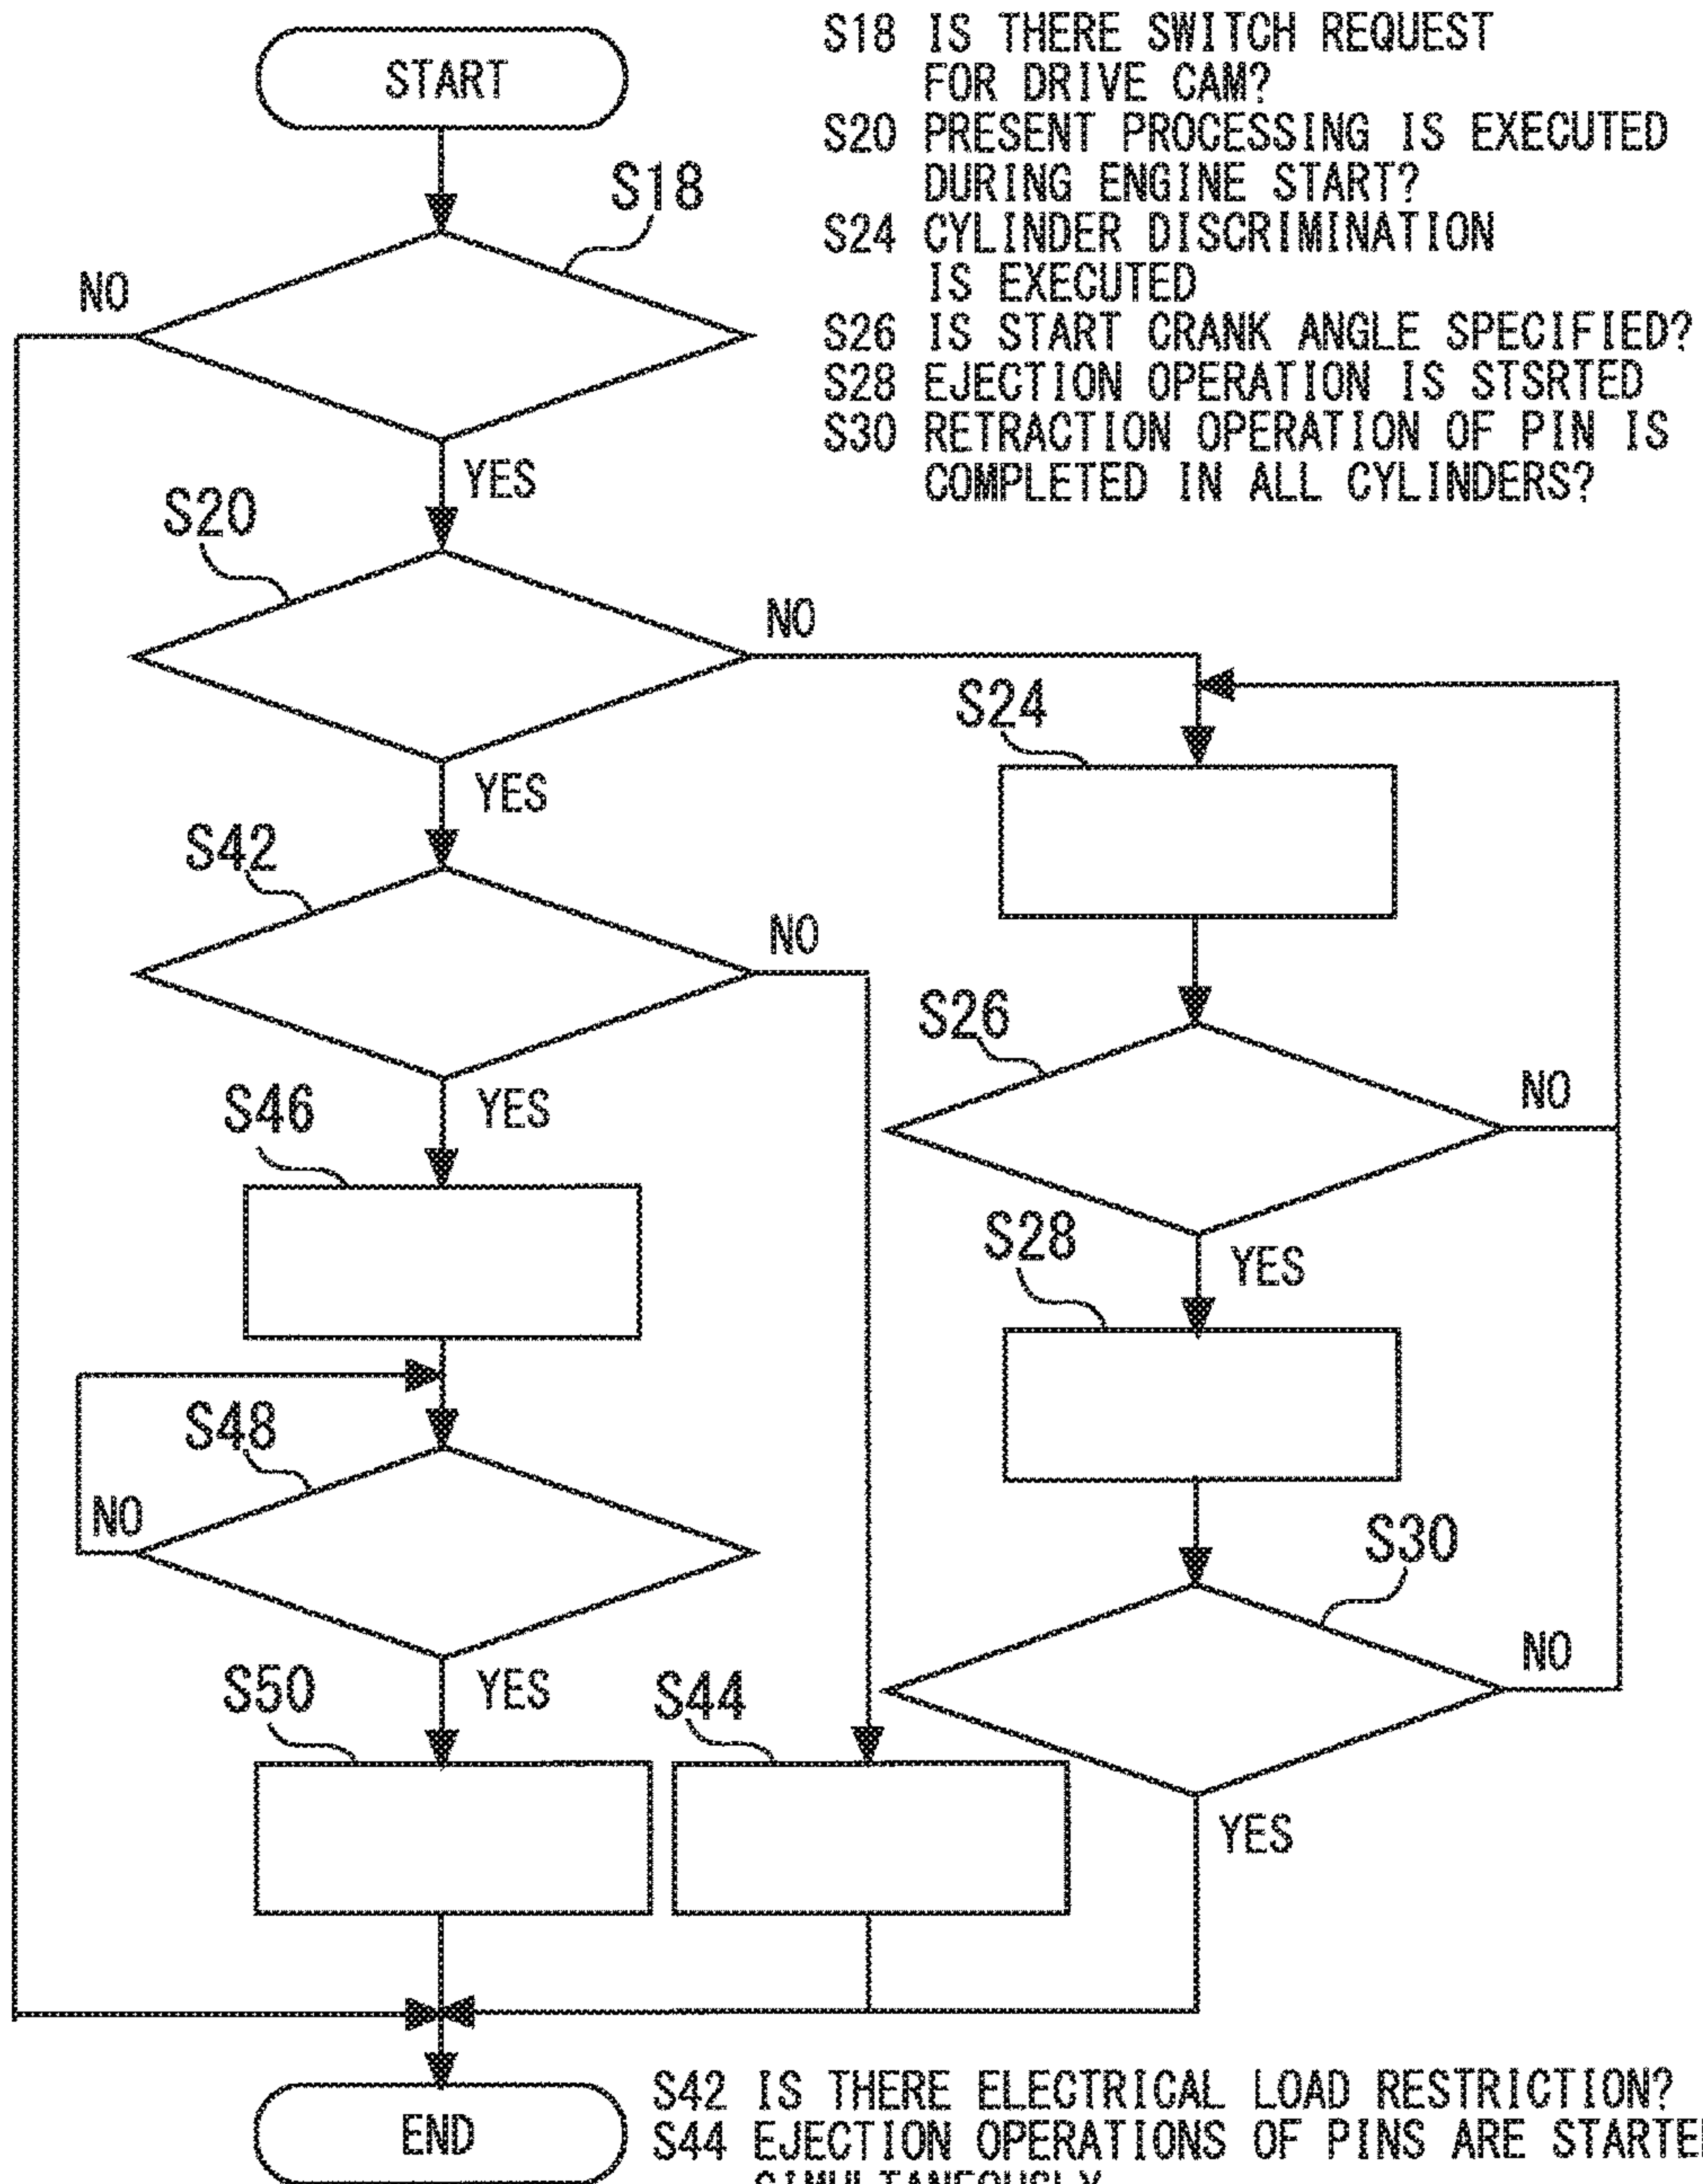 START
S18 IS THERE SWITCH REQUEST
FOR DRIVE CAM?
S20 PRESENT PROCESSING IS EXECUTED
DURING ENGINE START?
S24 CYLINDER DISCRIMINATION
IS EXECUTED
S26 IS START CRANK ANGLE SPECIFIED?
S28 EJECTION OPERATION IS STSRTED
S30 RETRACTION OPERATION OF PIN IS
COMPLETED IN ALL CYLINDERS?
S18
NO
YES
S20
NO
S24
YES
S42
NO
S26
NO
YES
S46
S28
YES
S48
NO
S30
NO
YES
S50
S44
YES
END
S42 IS THERE ELECTRICAL LOAD RESTRICTION?
S44 EJECTION OPERATIONS OF PINS ARE STARTE
SIMULTANEOUSLY